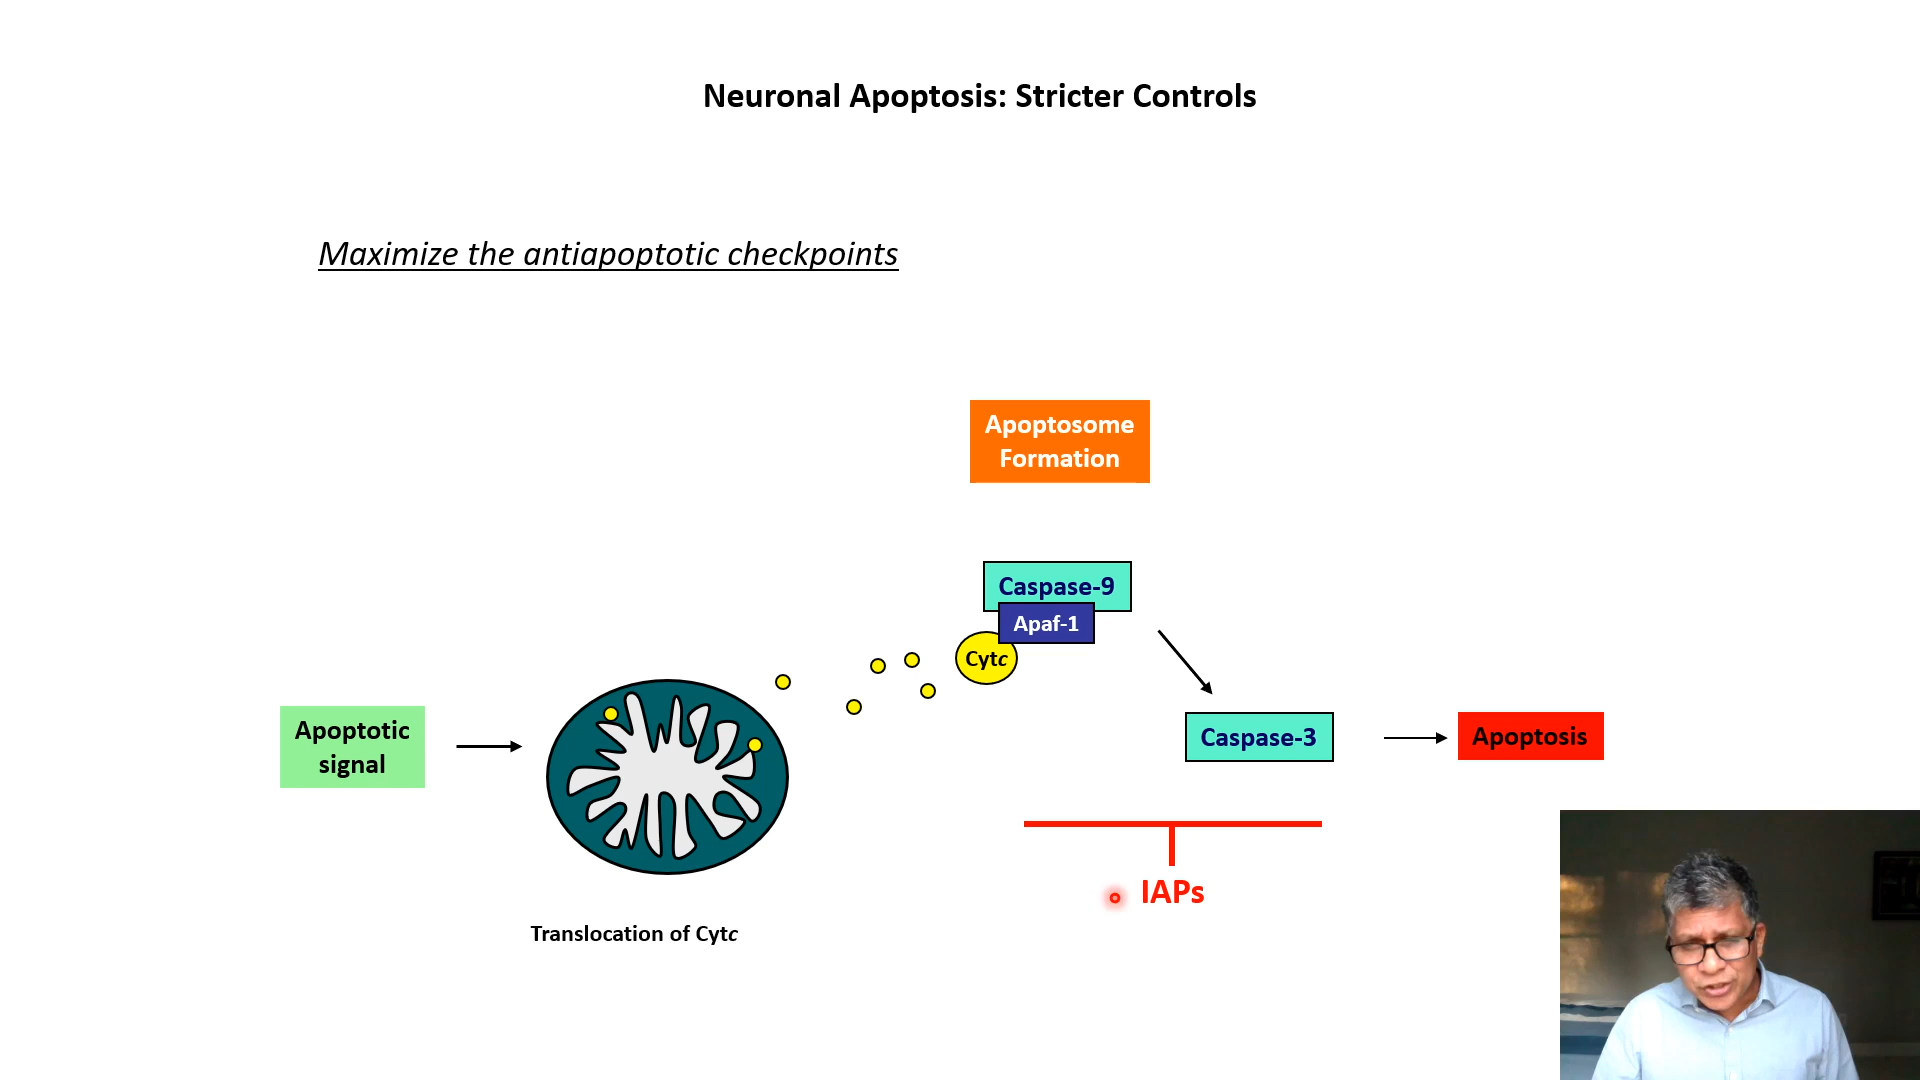 Neuronal Apoptosis: Stricter Controls
Maximize the antiapoptotic checkpoints
Apoptosome
Formation
Caspase-9
Apaf-1
Cytc
Apoptotic
signal
Caspase-3
Apoptosis
IAPs
Translocation of Cytc